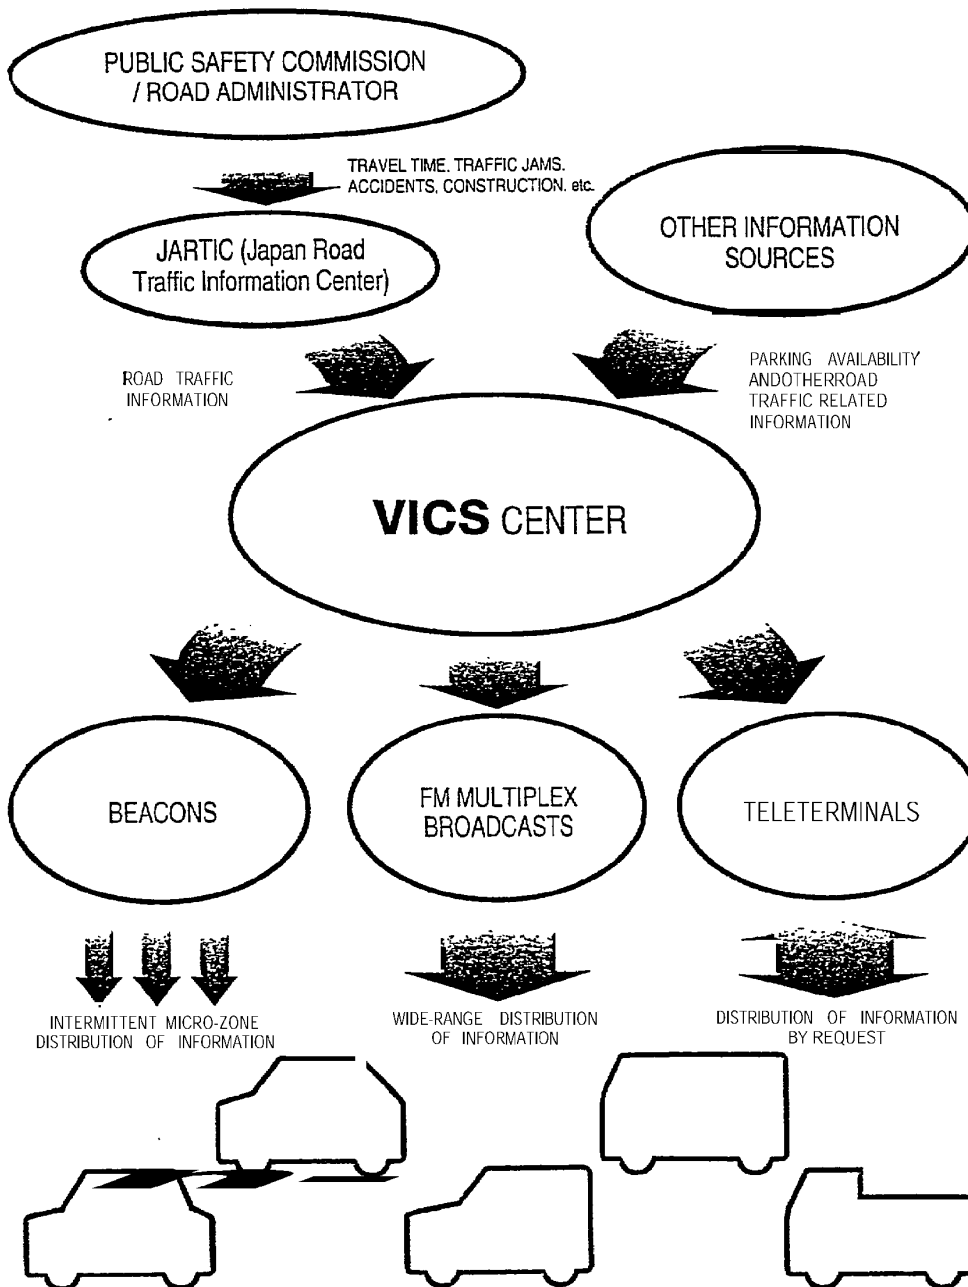 PUBLIC SAFETY COMMISSION
/ ROAD ADMINISTRATOR
TRAVEL TIME. TRAFFIC JAMS.
ACCIDENTS, CONSTRUCTION. etc.
JARTIC (Japan Road
Traffic Information Center)
OTHER INFORMATION
SOURCES
ROAD TRAFFIC
INFORMATION
PARKING AVAILABILITY
ANDOTHERROAD
TRAFFIC RELATED
INFORMATION
VICS CENTER
BEACONS
FM MULTIPLEX
BROADCASTS
TELETERMINALS
INTERMITTENT MICRO-ZONE
DISTRIBUTION OF INFORMATION
WIDE-RANGE DISTRIBUTION
OF INFORMATION
DISTRIBUTION OF INFORMATION
BY REQUEST